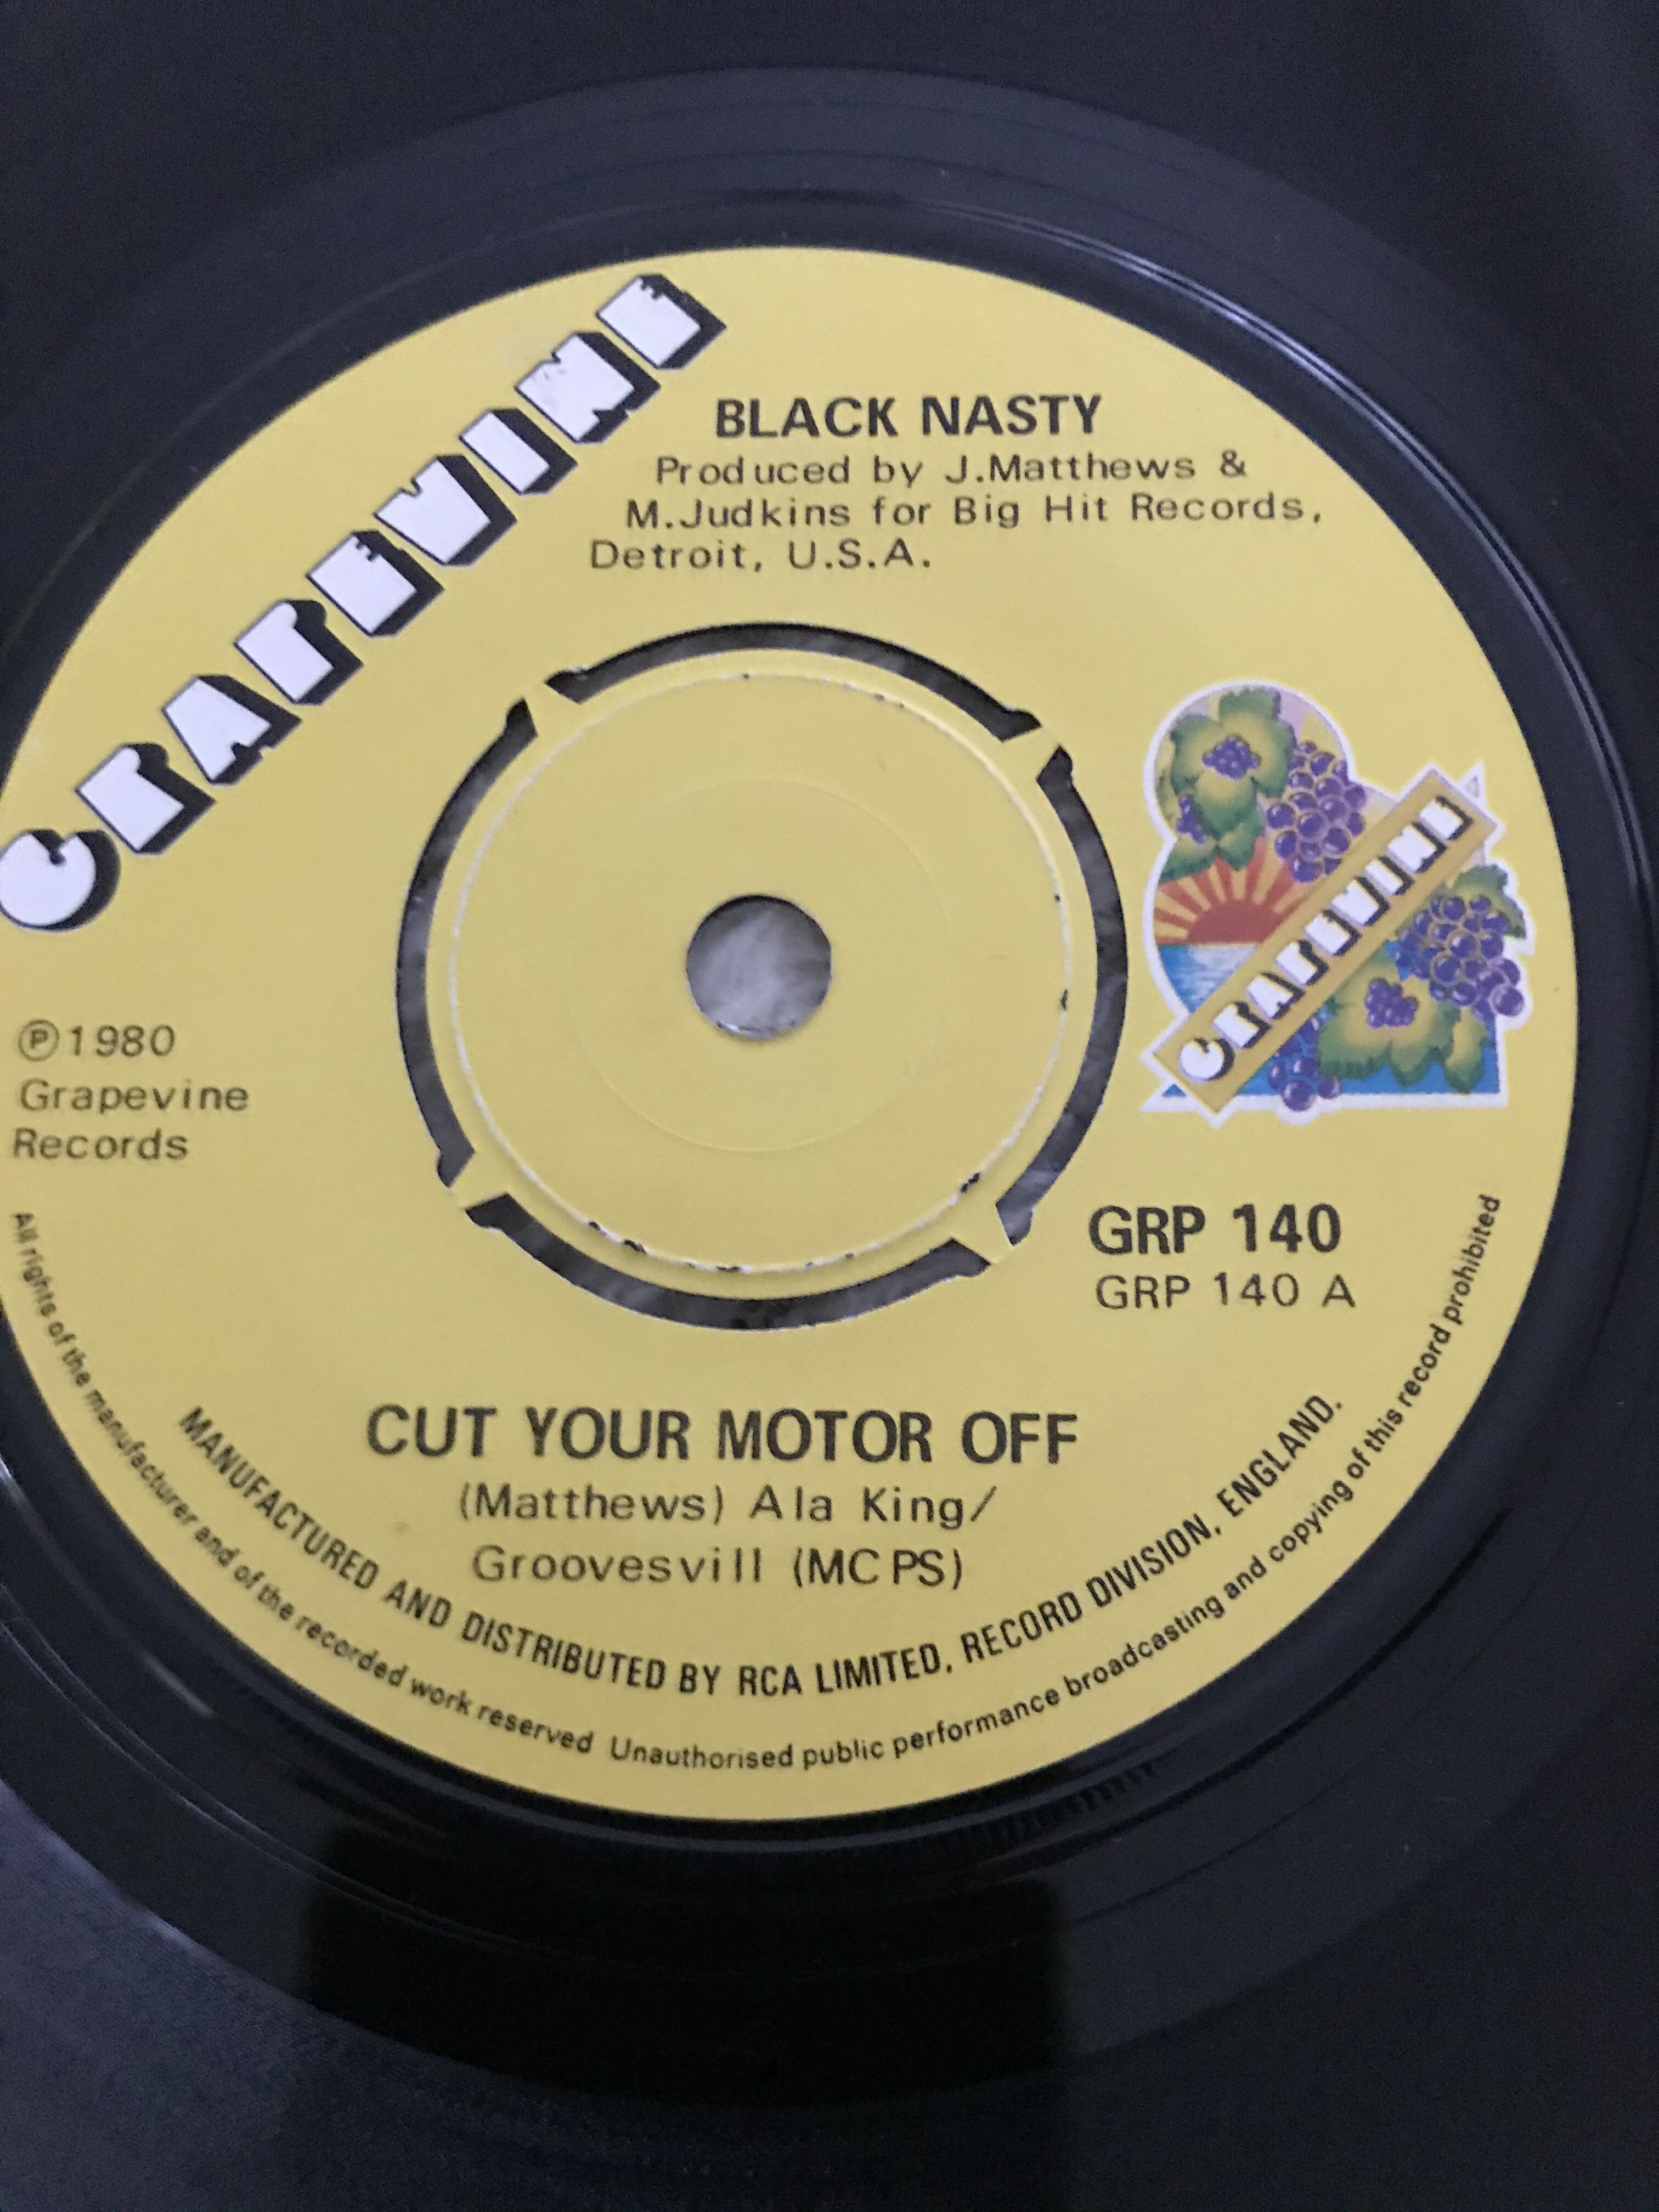 GRAPEVINE
BLACK NASTY
Produced by J.Matthews &
M.Judkins for Big Hit Records,
Detroit, U.S.A.
GRAPEVINE
℗1980
Grapevine
Records
GRP 140
GRP 140 A
CUT YOUR MOTOR OFF
(Matthews) Ala King/
Groovesvill (MCPS)
MANUFACTURED AND DISTRIBUTED BY RCA LIMITED, RECORD DIVISION, ENGLAND.
All rights of the manufacturer and of the recorded work reserved Unauthorised public performance broadcasting and copying of this record prohibited